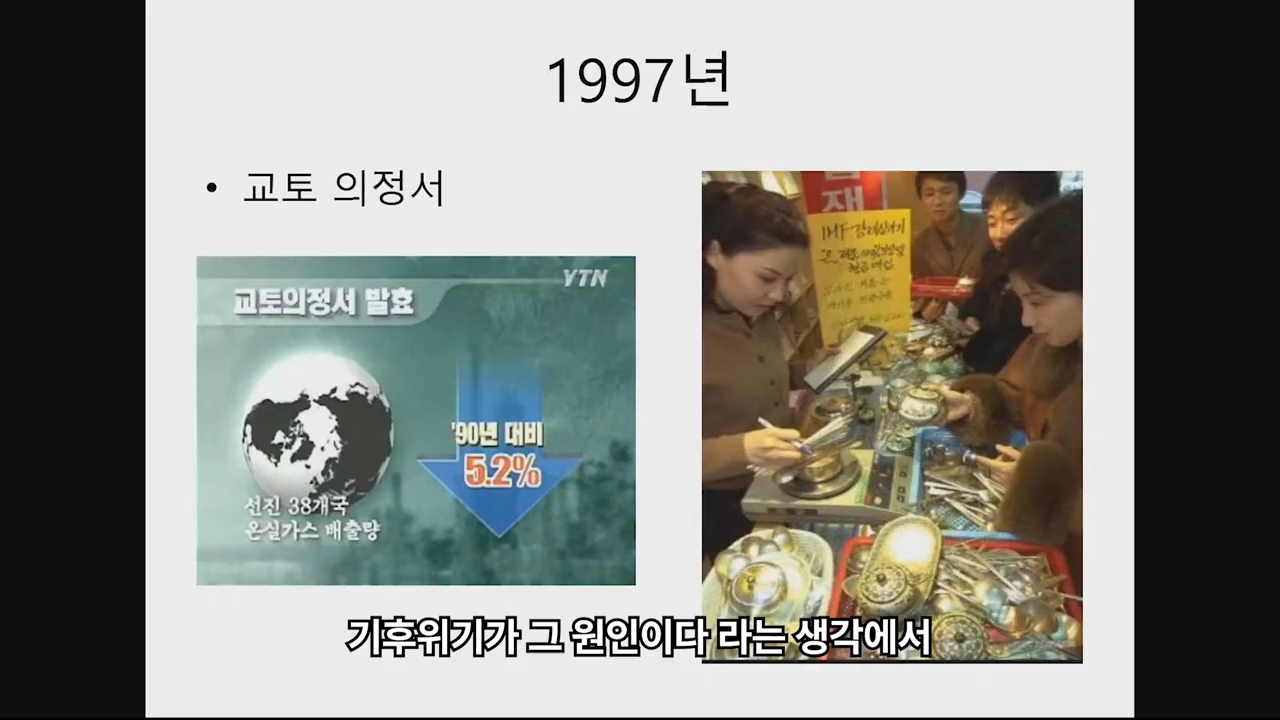 1997년
• 교토 의정서
YTN
교토의정서 발효
'90년 대비
5.2%
선진 38개국
온실가스 배출량
IMF
기후위기가 그 원인이다 라는 생각에서